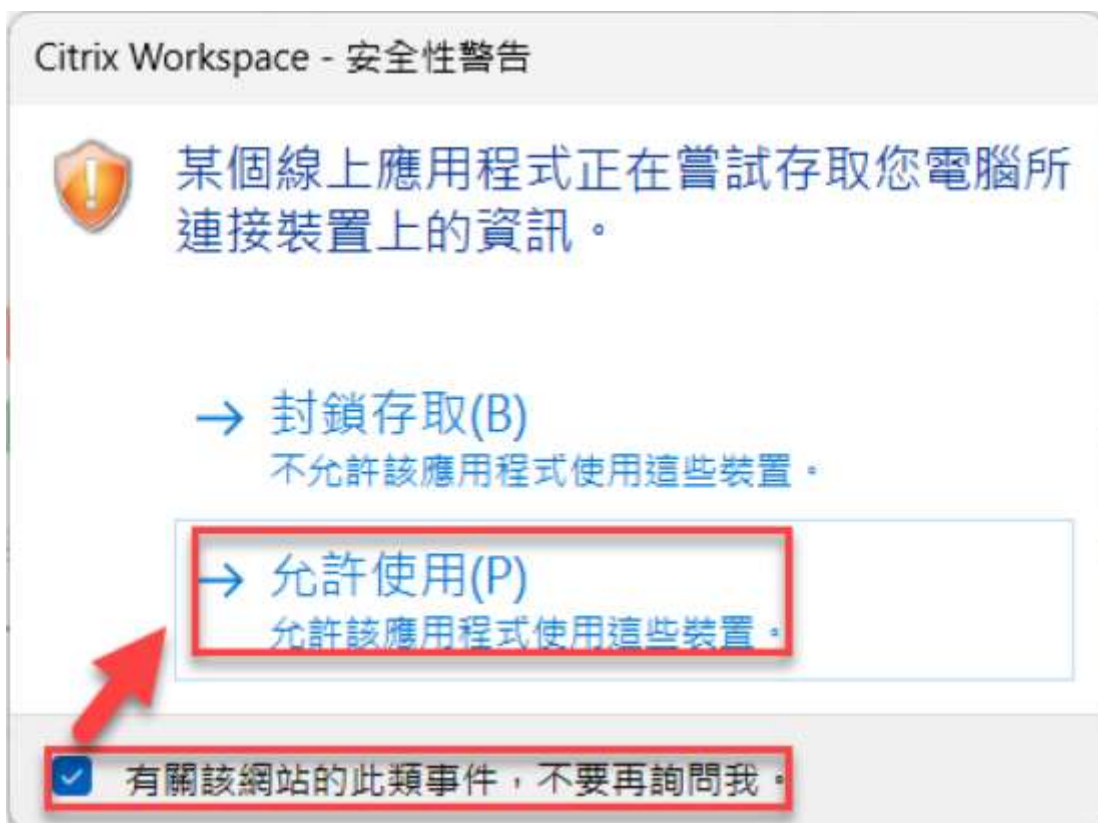 Citrix Workspace - 安全性警告
某個線上應用程式正在嘗試存取您電腦所
連接裝置上的資訊。
→ 封鎖存取(B)
不允許該應用程式使用這些裝置。
→ 允許使用(P)
允許該應用程式使用這些裝置。
有關該網站的此類事件，不要再詢問我。